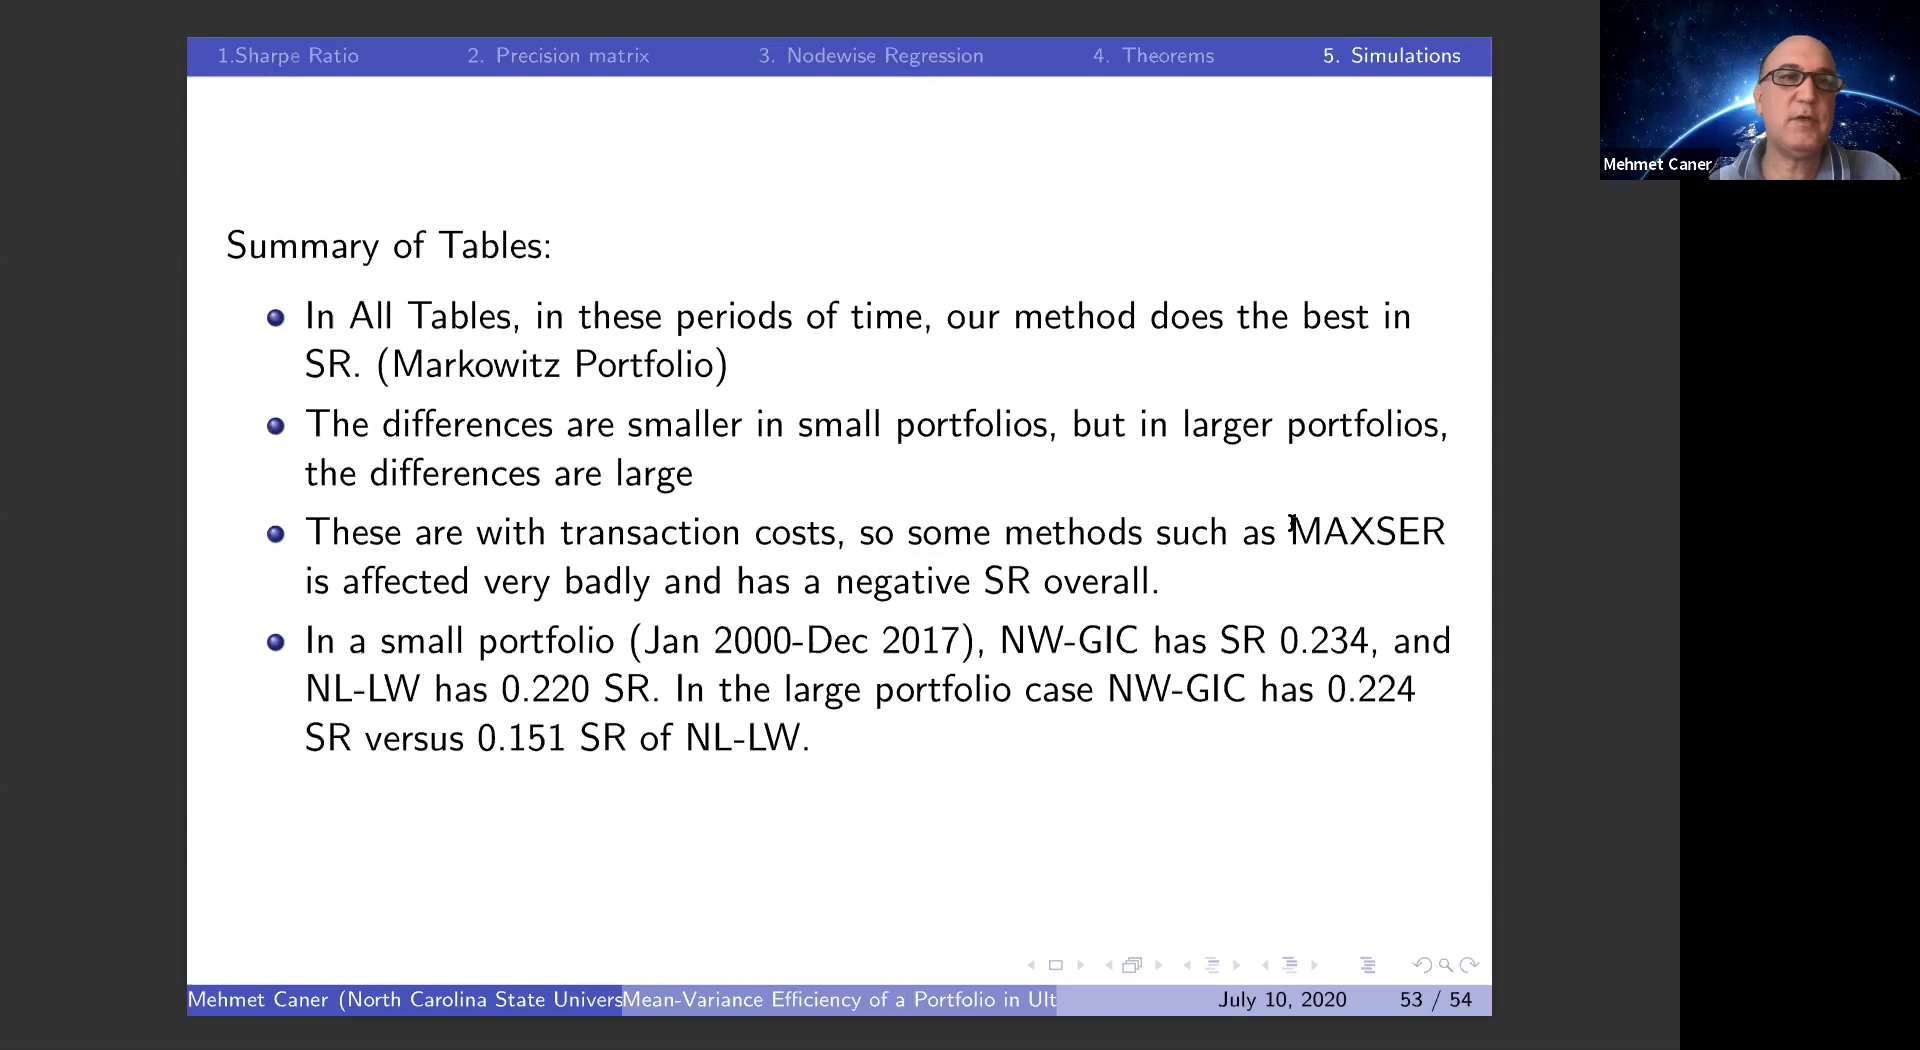 1.Sharpe Ratio 2. Precision matrix 3. Nodewise Regression 4. Theorems 5. Simulations
Mehmet Caner
Summary of Tables:
In All Tables, in these periods of time, our method does the best in
SR. (Markowitz Portfolio)
The differences are smaller in small portfolios, but in larger portfolios,
the differences are large
These are with transaction costs, so some methods such as MAXSER
is affected very badly and has a negative SR overall.
In a small portfolio (Jan 2000-Dec 2017), NW-GIC has SR 0.234, and
NL-LW has 0.220 SR. In the large portfolio case NW-GIC has 0.224
SR versus 0.151 SR of NL-LW.
Mehmet Caner (North Carolina State Univers Mean-Variance Efficiency of a Portfolio in Ult July 10, 2020 53 / 54